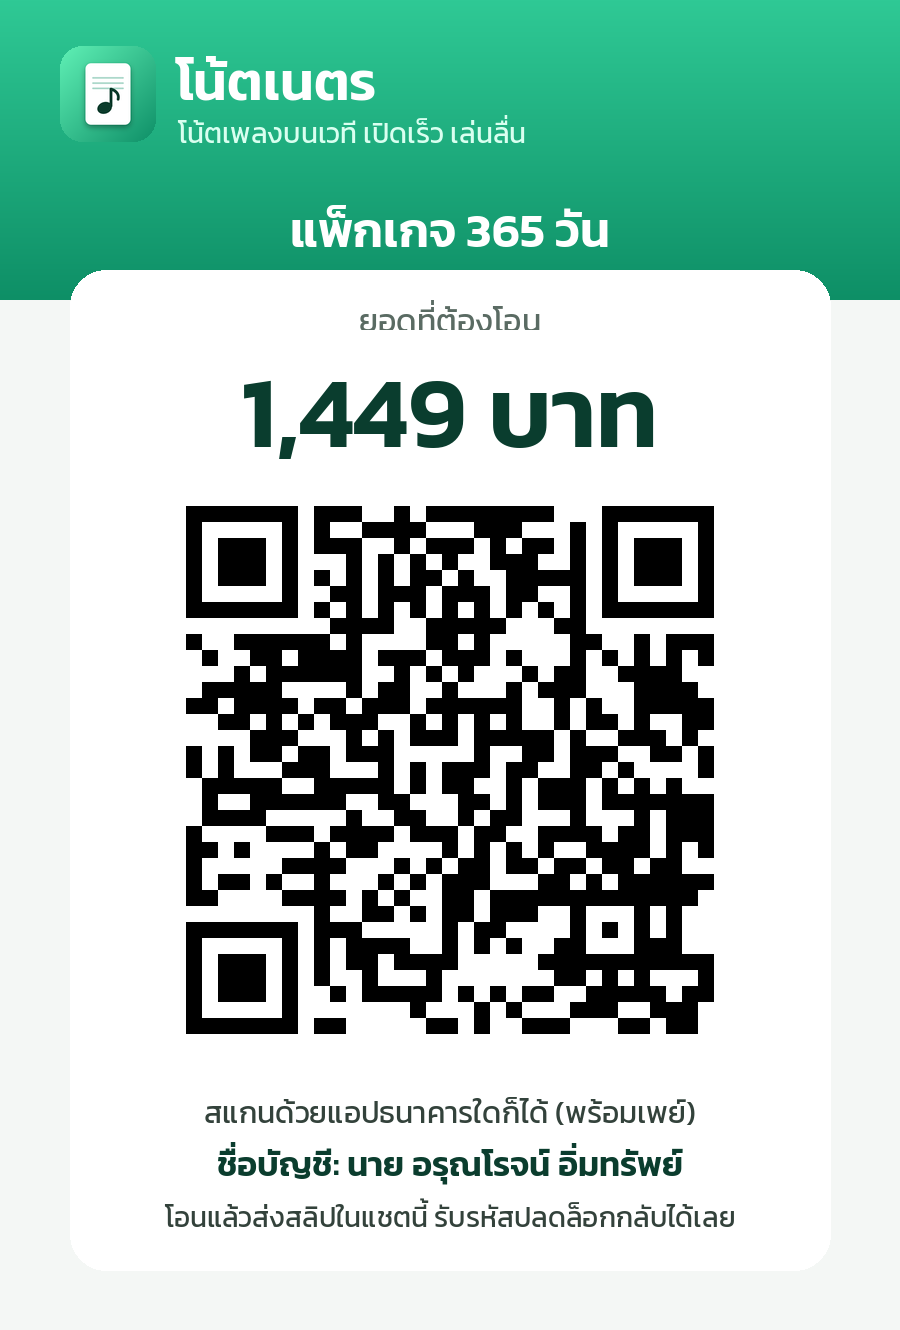 โน้ตเนตร
โน้ตเพลงบนเวที เปิดเร็ว เล่นลื่น
แพ็กเกจ 365 วัน
ยอดที่ต้องโอน
1,449 บาท
สแกนด้วยแอปธนาคารใดก็ได้ (พร้อมเพย์)
ชื่อบัญชี: นาย อรุณโรจน์ อิ่มทรัพย์
โอนแล้วส่งสลิปในแชตนี้ รับรหัสปลดล็อกกลับได้เลย